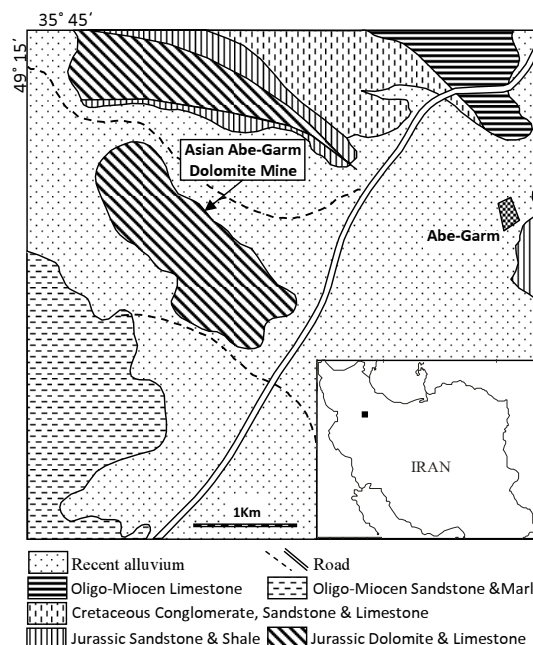 35° 45´
49° 15´
Asian Abe-Garm
Dolomite Mine
Abe-Garm
IRAN
1Km
Recent alluvium
Road
Oligo-Miocen Limestone
Oligo-Miocen Sandstone &Marl
Cretaceous Conglomerate, Sandstone & Limestone
Jurassic Sandstone & Shale
Jurassic Dolomite & Limestone